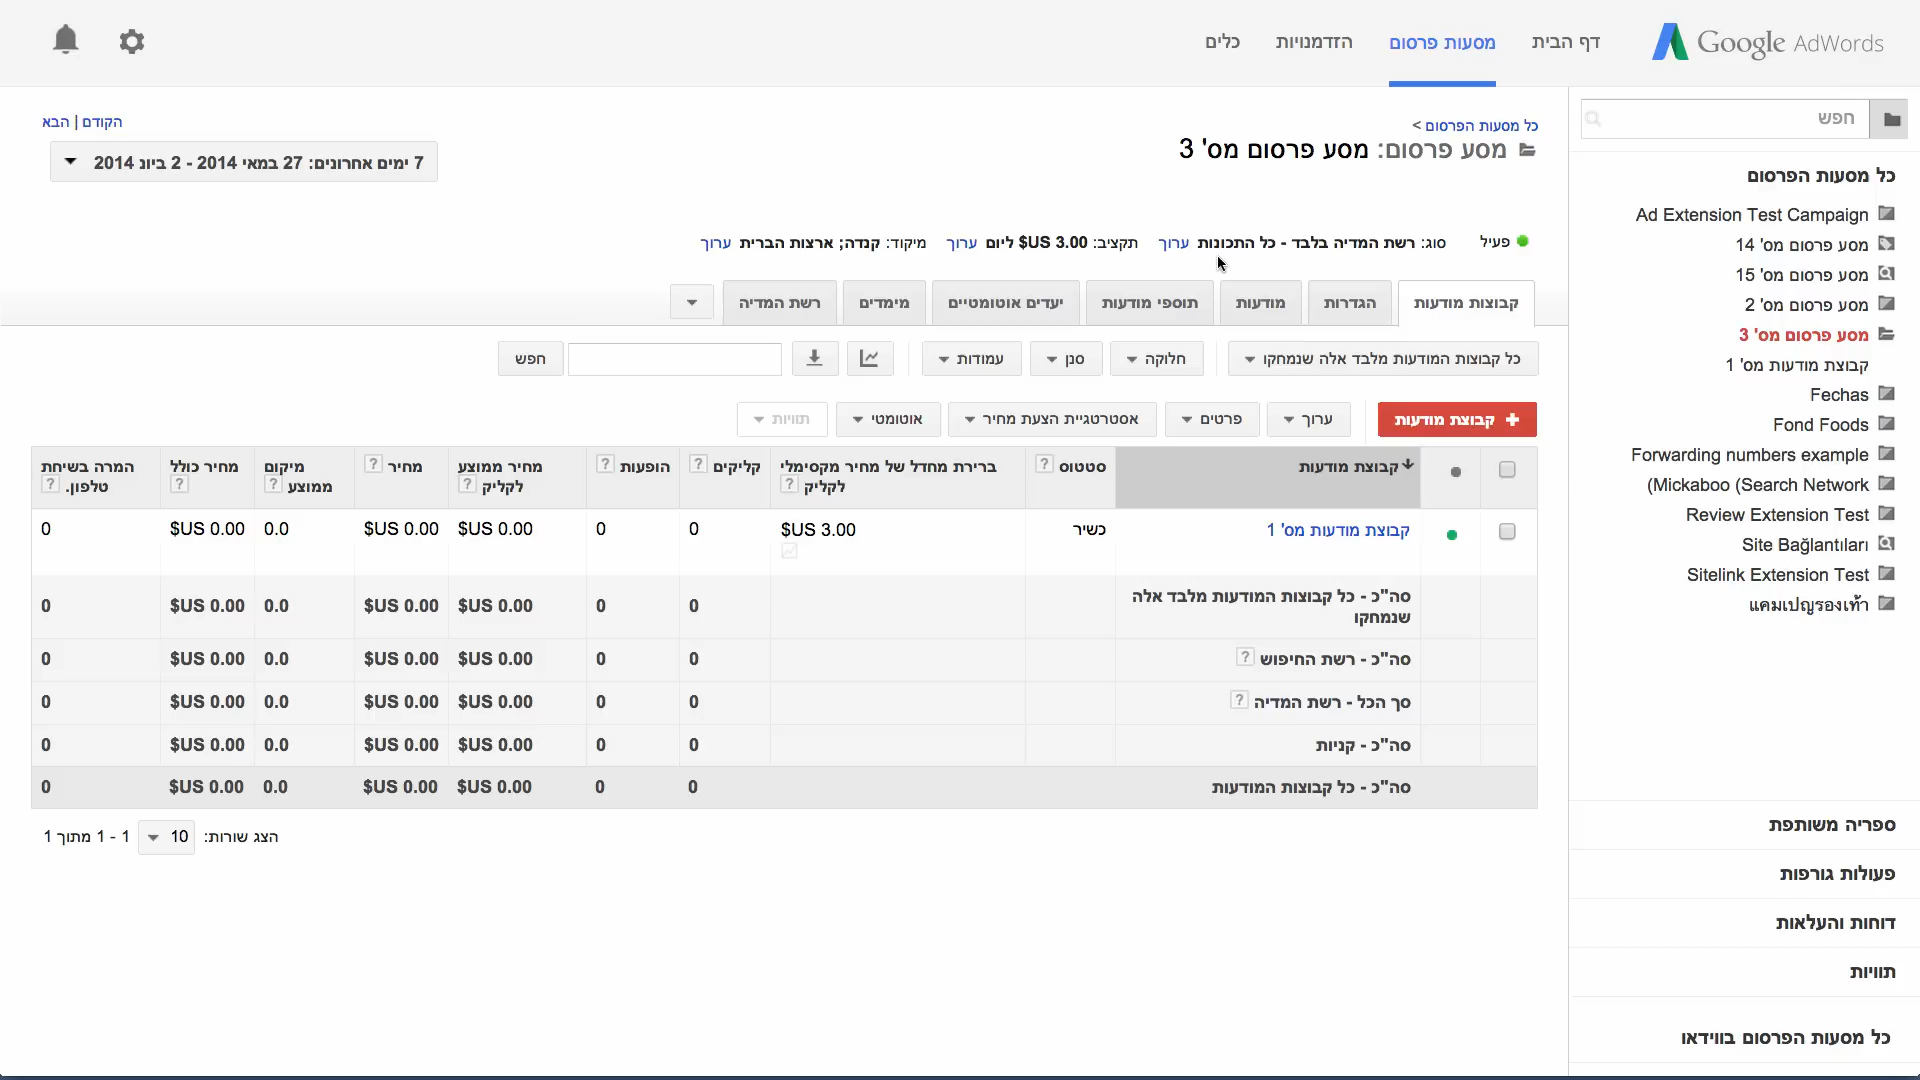 Google AdWords
דף הבית
מסעות פרסום
הזדמנויות
כלים
חפש
כל מסעות הפרסום
Ad Extension Test Campaign
מסע פרסום מס' 14
מסע פרסום מס' 15
מסע פרסום מס' 2
מסע פרסום מס' 3
קבוצת מודעות מס' 1
Fechas
Fond Foods
Forwarding numbers example
(Mickaboo (Search Network
Review Extension Test
Site Bağlantıları
Sitelink Extension Test
แคมเปญรองเท้า
ספריה משותפת
פעולות גורפות
דוחות והעלאות
תוויות
כל מסעות הפרסום בווידאו
כל מסעות הפרסום >
מסע פרסום: מסע פרסום מס' 3
הקודם | הבא
7 ימים אחרונים: 27 במאי 2014 - 2 ביונ 2014
פעיל סוג: רשת המדיה בלבד - כל התכונות ערוך תקציב: $US 3.00 ליום ערוך מיקוד: קנדה; ארצות הברית ערוך
קבוצות מודעות הגדרות מודעות תוספי מודעות יעדים אוטומטיים מימדים רשת המדיה
כל קבוצות המודעות מלבד אלה שנמחקו חלוקה סנן עמודות חפש
+ קבוצת מודעות ערוך פרטים אסטרטגיית הצעת מחיר אוטומטי תוויות
קבוצת מודעות סטטוס ? ברירת מחדל של מחיר מקסימלי לקליק ? קליקים ? הופעות ? מחיר ממוצע לקליק ? מחיר ? מיקום ממוצע ? מחיר כולל ? המרה בשיחת טלפון. ?
קבוצת מודעות מס' 1 כשיר $US 3.00 0 0 $US 0.00 $US 0.00 0.0 $US 0.00 0
סה"כ - כל קבוצות המודעות מלבד אלה שנמחקו 0 0 $US 0.00 $US 0.00 0.0 $US 0.00 0
סה"כ - רשת החיפוש ? 0 0 $US 0.00 $US 0.00 0.0 $US 0.00 0
סך הכל - רשת המדיה ? 0 0 $US 0.00 $US 0.00 0.0 $US 0.00 0
סה"כ - קניות 0 0 $US 0.00 $US 0.00 0.0 $US 0.00 0
סה"כ - כל קבוצות המודעות 0 0 $US 0.00 $US 0.00 0.0 $US 0.00 0
הצג שורות: 10 1 - 1 מתוך 1